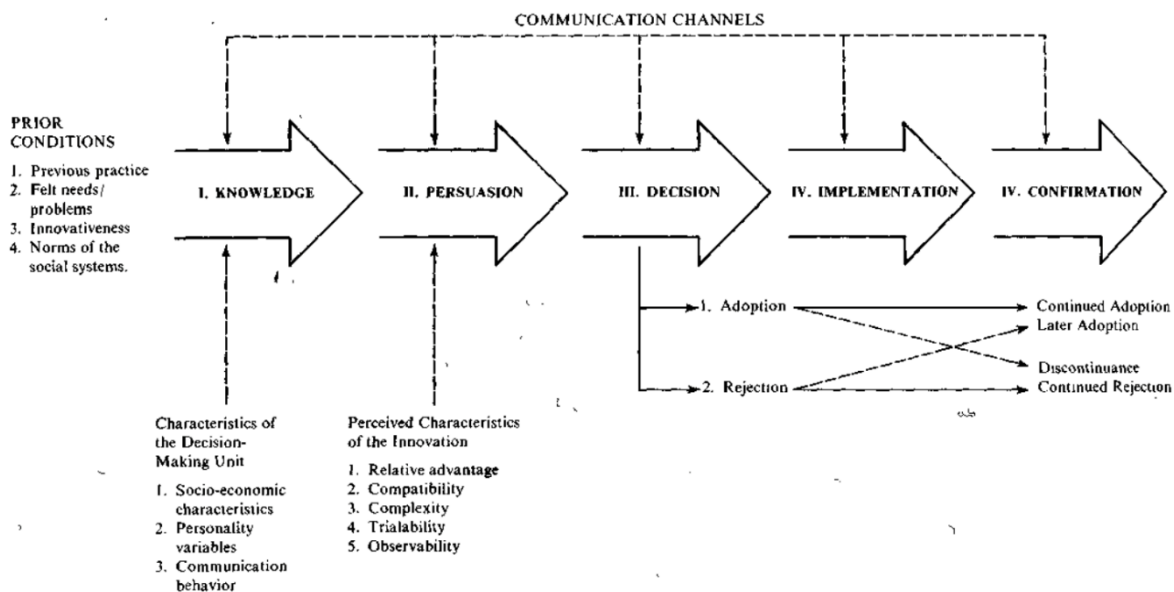 COMMUNICATION CHANNELS
PRIOR
CONDITIONS
1. Previous practice
2. Felt needs/
problems
3. Innovativeness
4. Norms of the
social systems.
I. KNOWLEDGE
II. PERSUASION
III. DECISION
IV. IMPLEMENTATION
IV. CONFIRMATION
1. Adoption
2. Rejection
Continued Adoption
Later Adoption
Discontinuance
Continued Rejection
Characteristics of
the Decision-
Making Unit
1. Socio-economic
characteristics
2. Personality
variables
3. Communication
behavior
Perceived Characteristics
of the Innovation
1. Relative advantage
2. Compatibility
3. Complexity
4. Trialability
5. Observability